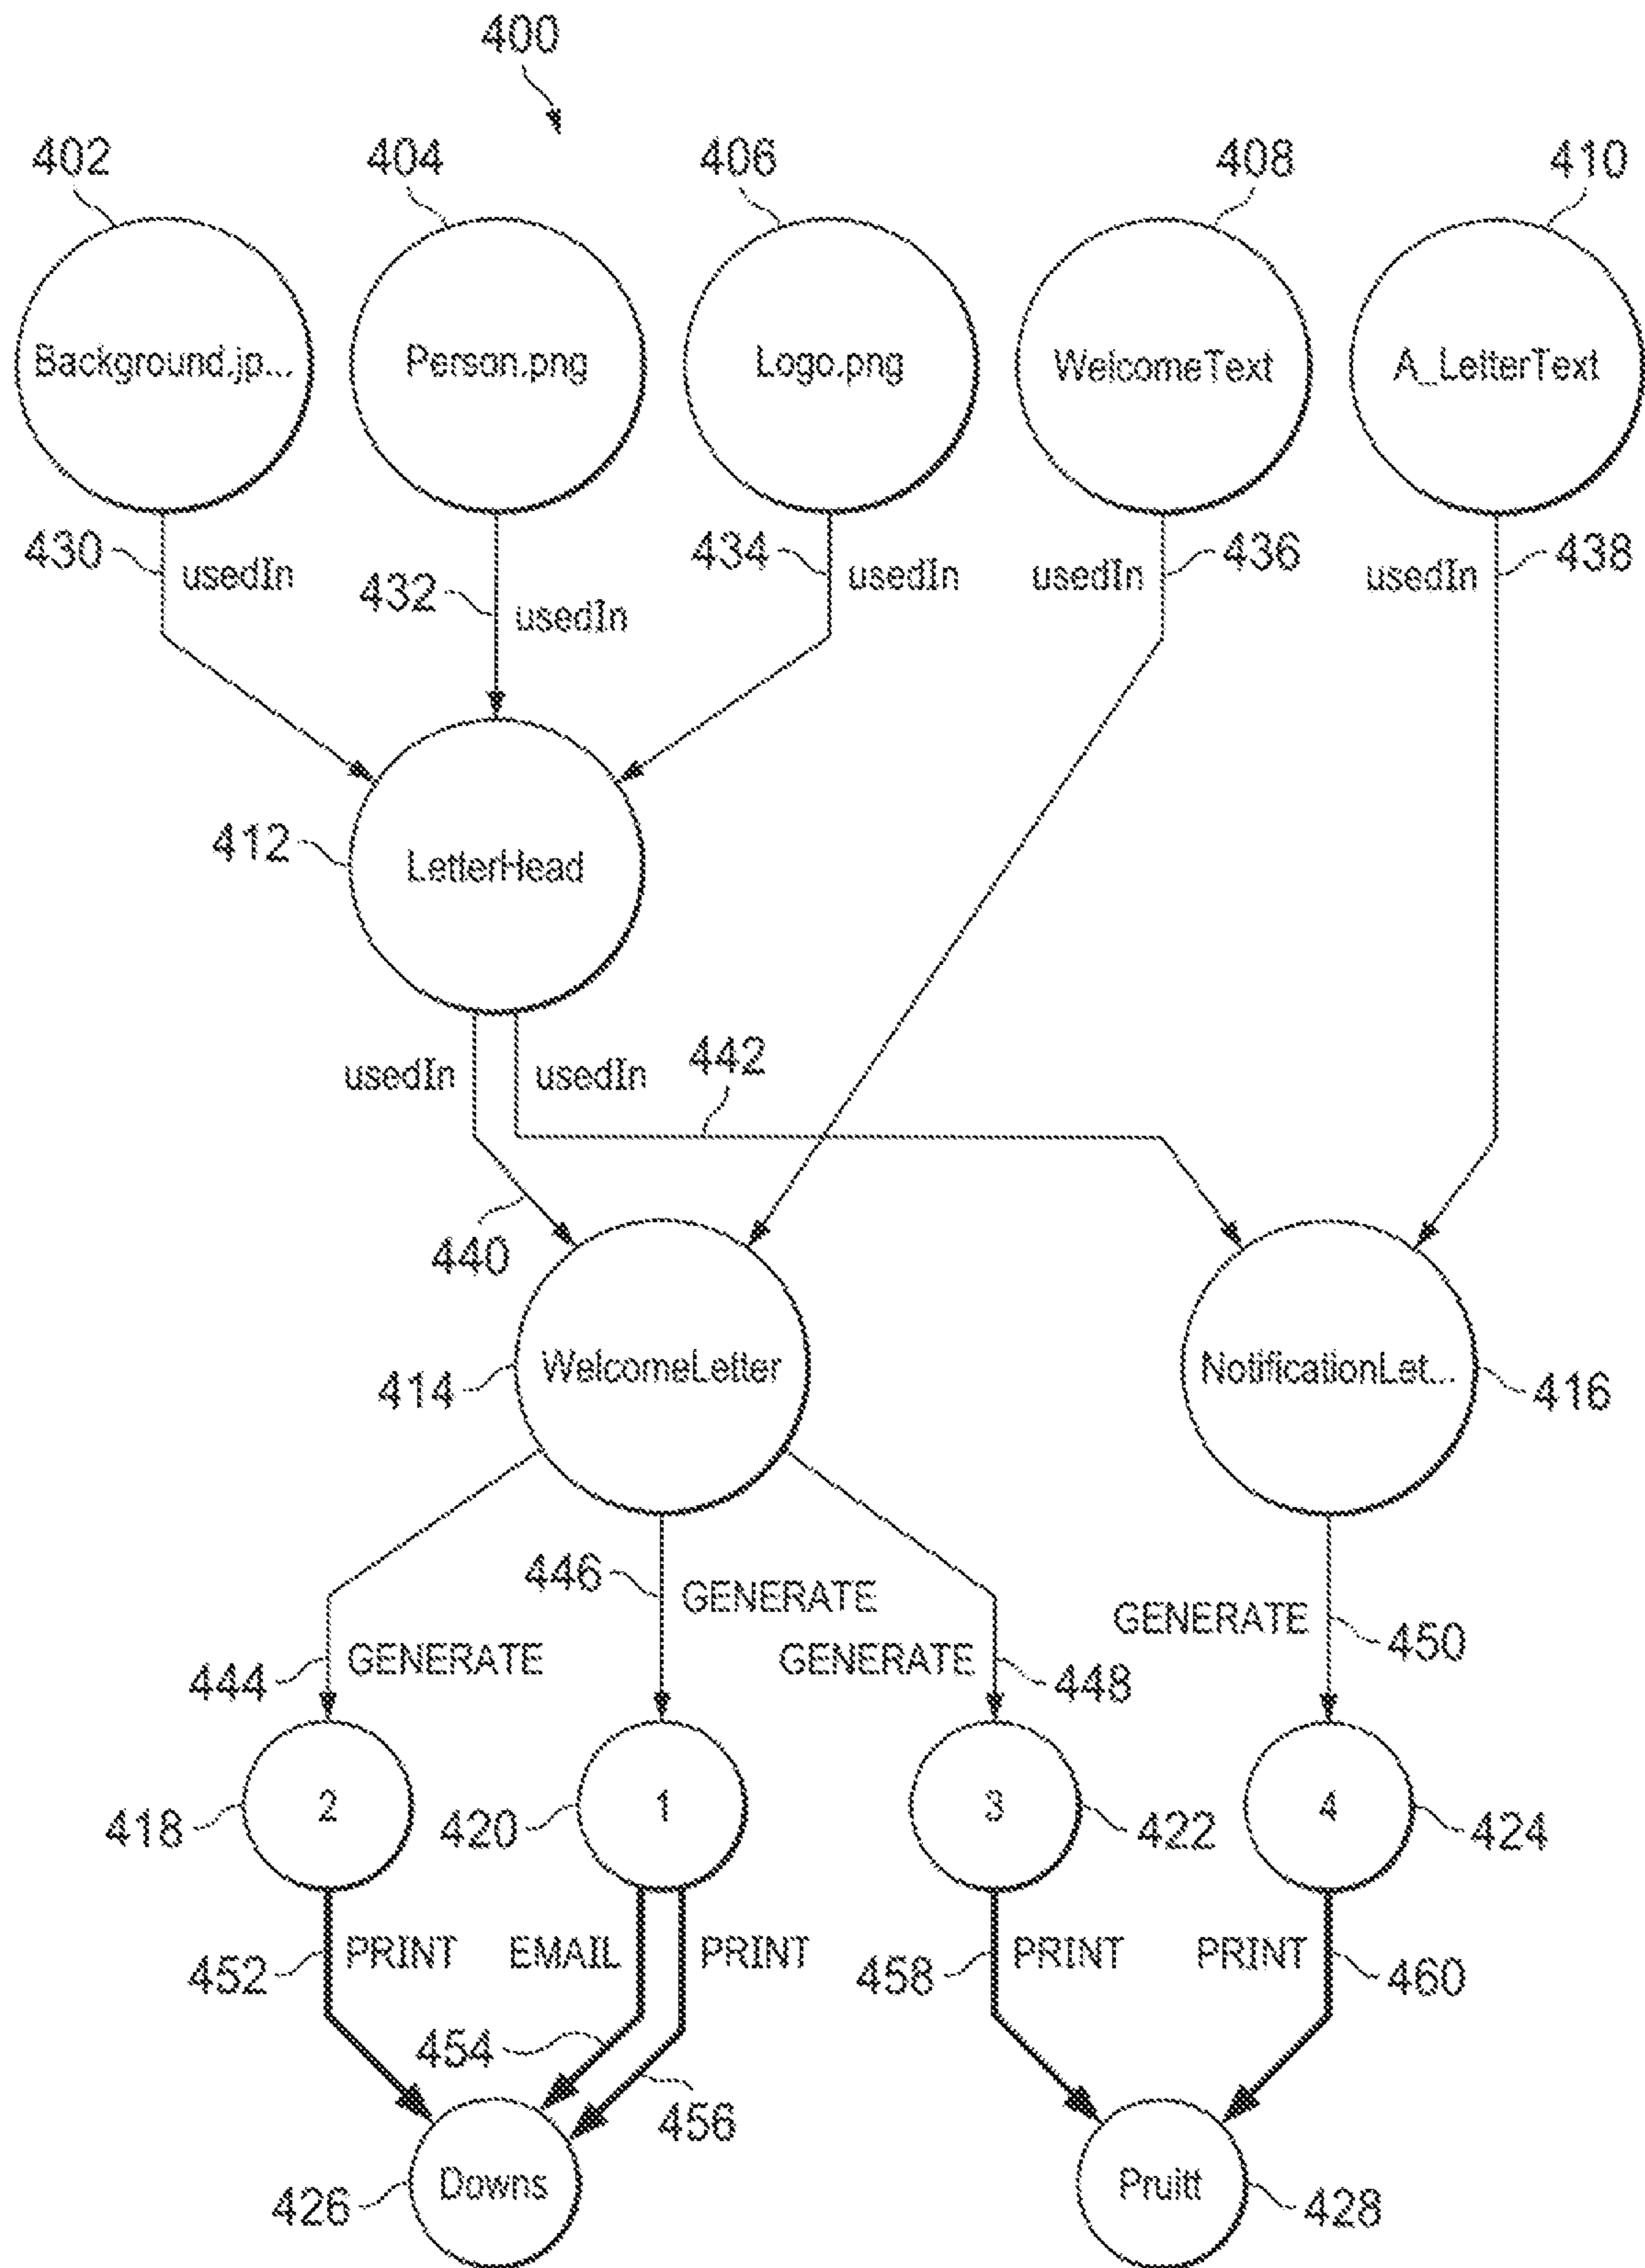 400
402 404 406 408 410
Background.jp... Person.png Logo.png WelcomeText A_LetterText
430 usedIn 432 usedIn 434 usedIn usedIn 436 usedIn 438
412 LetterHead
usedIn usedIn 442
440
414 WelcomeLetter NotificationLet... 416
446 GENERATE
444 GENERATE GENERATE 448 GENERATE 450
418 2 420 1 3 422 4 424
452 PRINT EMAIL PRINT 458 PRINT PRINT 460
454 456
426 Downs Pruitt 428